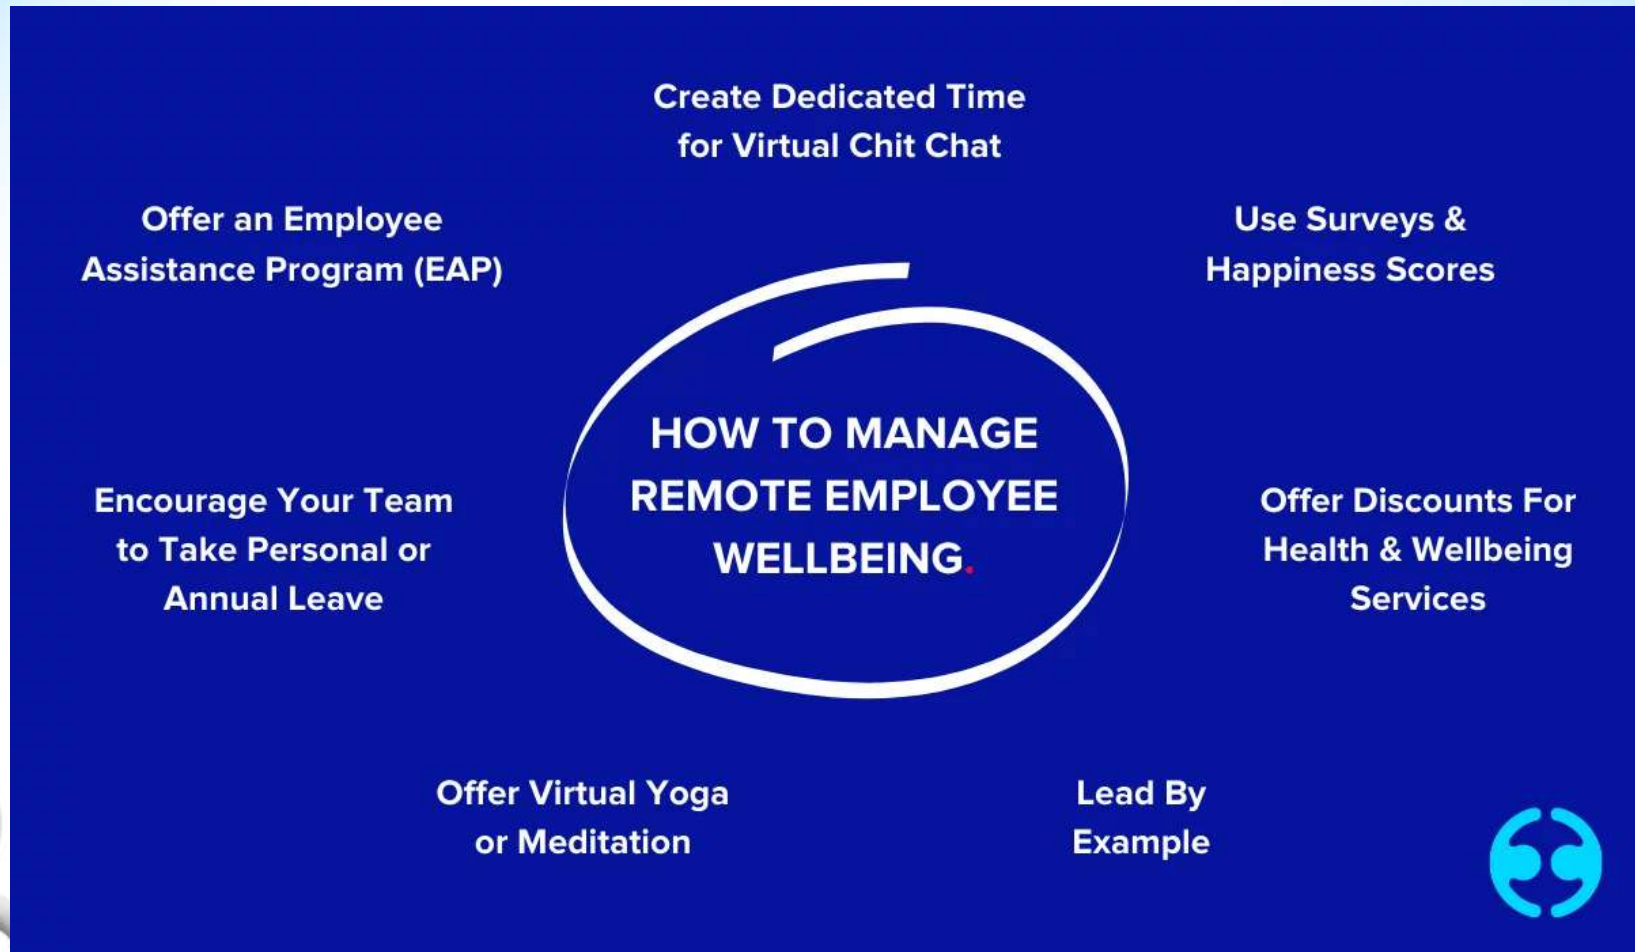 Create Dedicated Time
for Virtual Chit Chat
Offer an Employee
Assistance Program (EAP)
Use Surveys &
Happiness Scores
HOW TO MANAGE
REMOTE EMPLOYEE
WELLBEING.
Encourage Your Team
to Take Personal or
Annual Leave
Offer Discounts For
Health & Wellbeing
Services
Offer Virtual Yoga
or Meditation
Lead By
Example